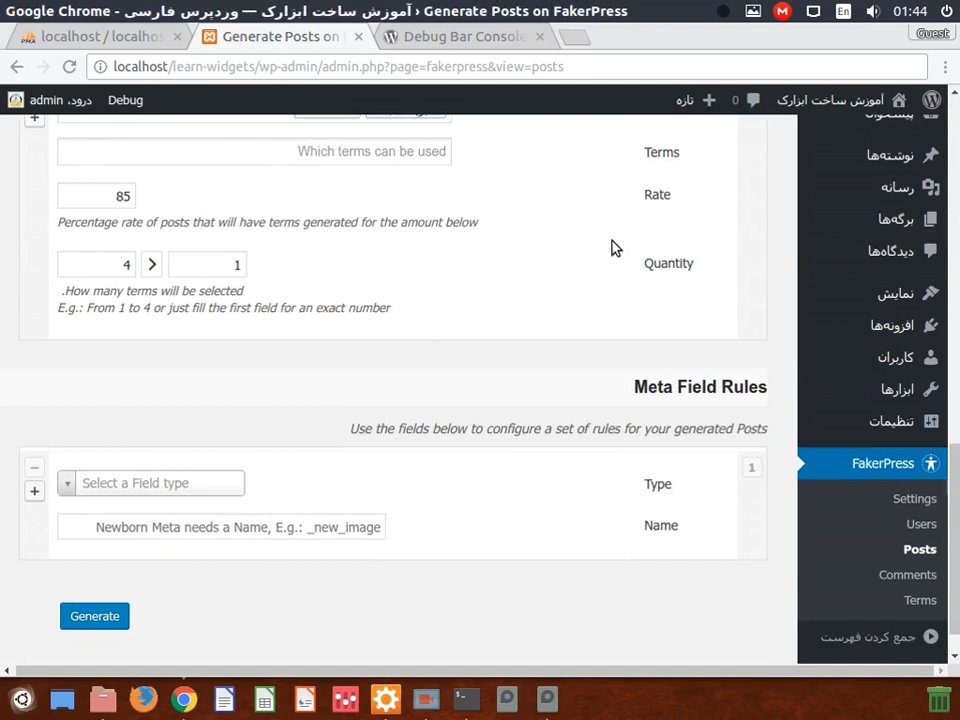 Google Chrome — آموزش ساخت ابزارک — وردپرس فارسی › Generate Posts on FakerPress
En
01:44
localhost / localhos
Generate Posts on
Debug Bar Console
Guest
localhost/learn-widgets/wp-admin/admin.php?page=fakerpress&view=posts
درود، admin
Debug
تازه
0
آموزش ساخت ابزارک
پیشخوان
Which terms can be used
Terms
85
Rate
Percentage rate of posts that will have terms generated for the amount below
4
1
Quantity
.How many terms will be selected
E.g.: From 1 to 4 or just fill the first field for an exact number
Meta Field Rules
Use the fields below to configure a set of rules for your generated Posts
1
Select a Field type
Type
Newborn Meta needs a Name, E.g.: _new_image
Name
Generate
نوشته‌ها
رسانه
برگه‌ها
دیدگاه‌ها
نمایش
افزونه‌ها
کاربران
ابزارها
تنظیمات
FakerPress
Settings
Users
Posts
Comments
Terms
جمع کردن فهرست